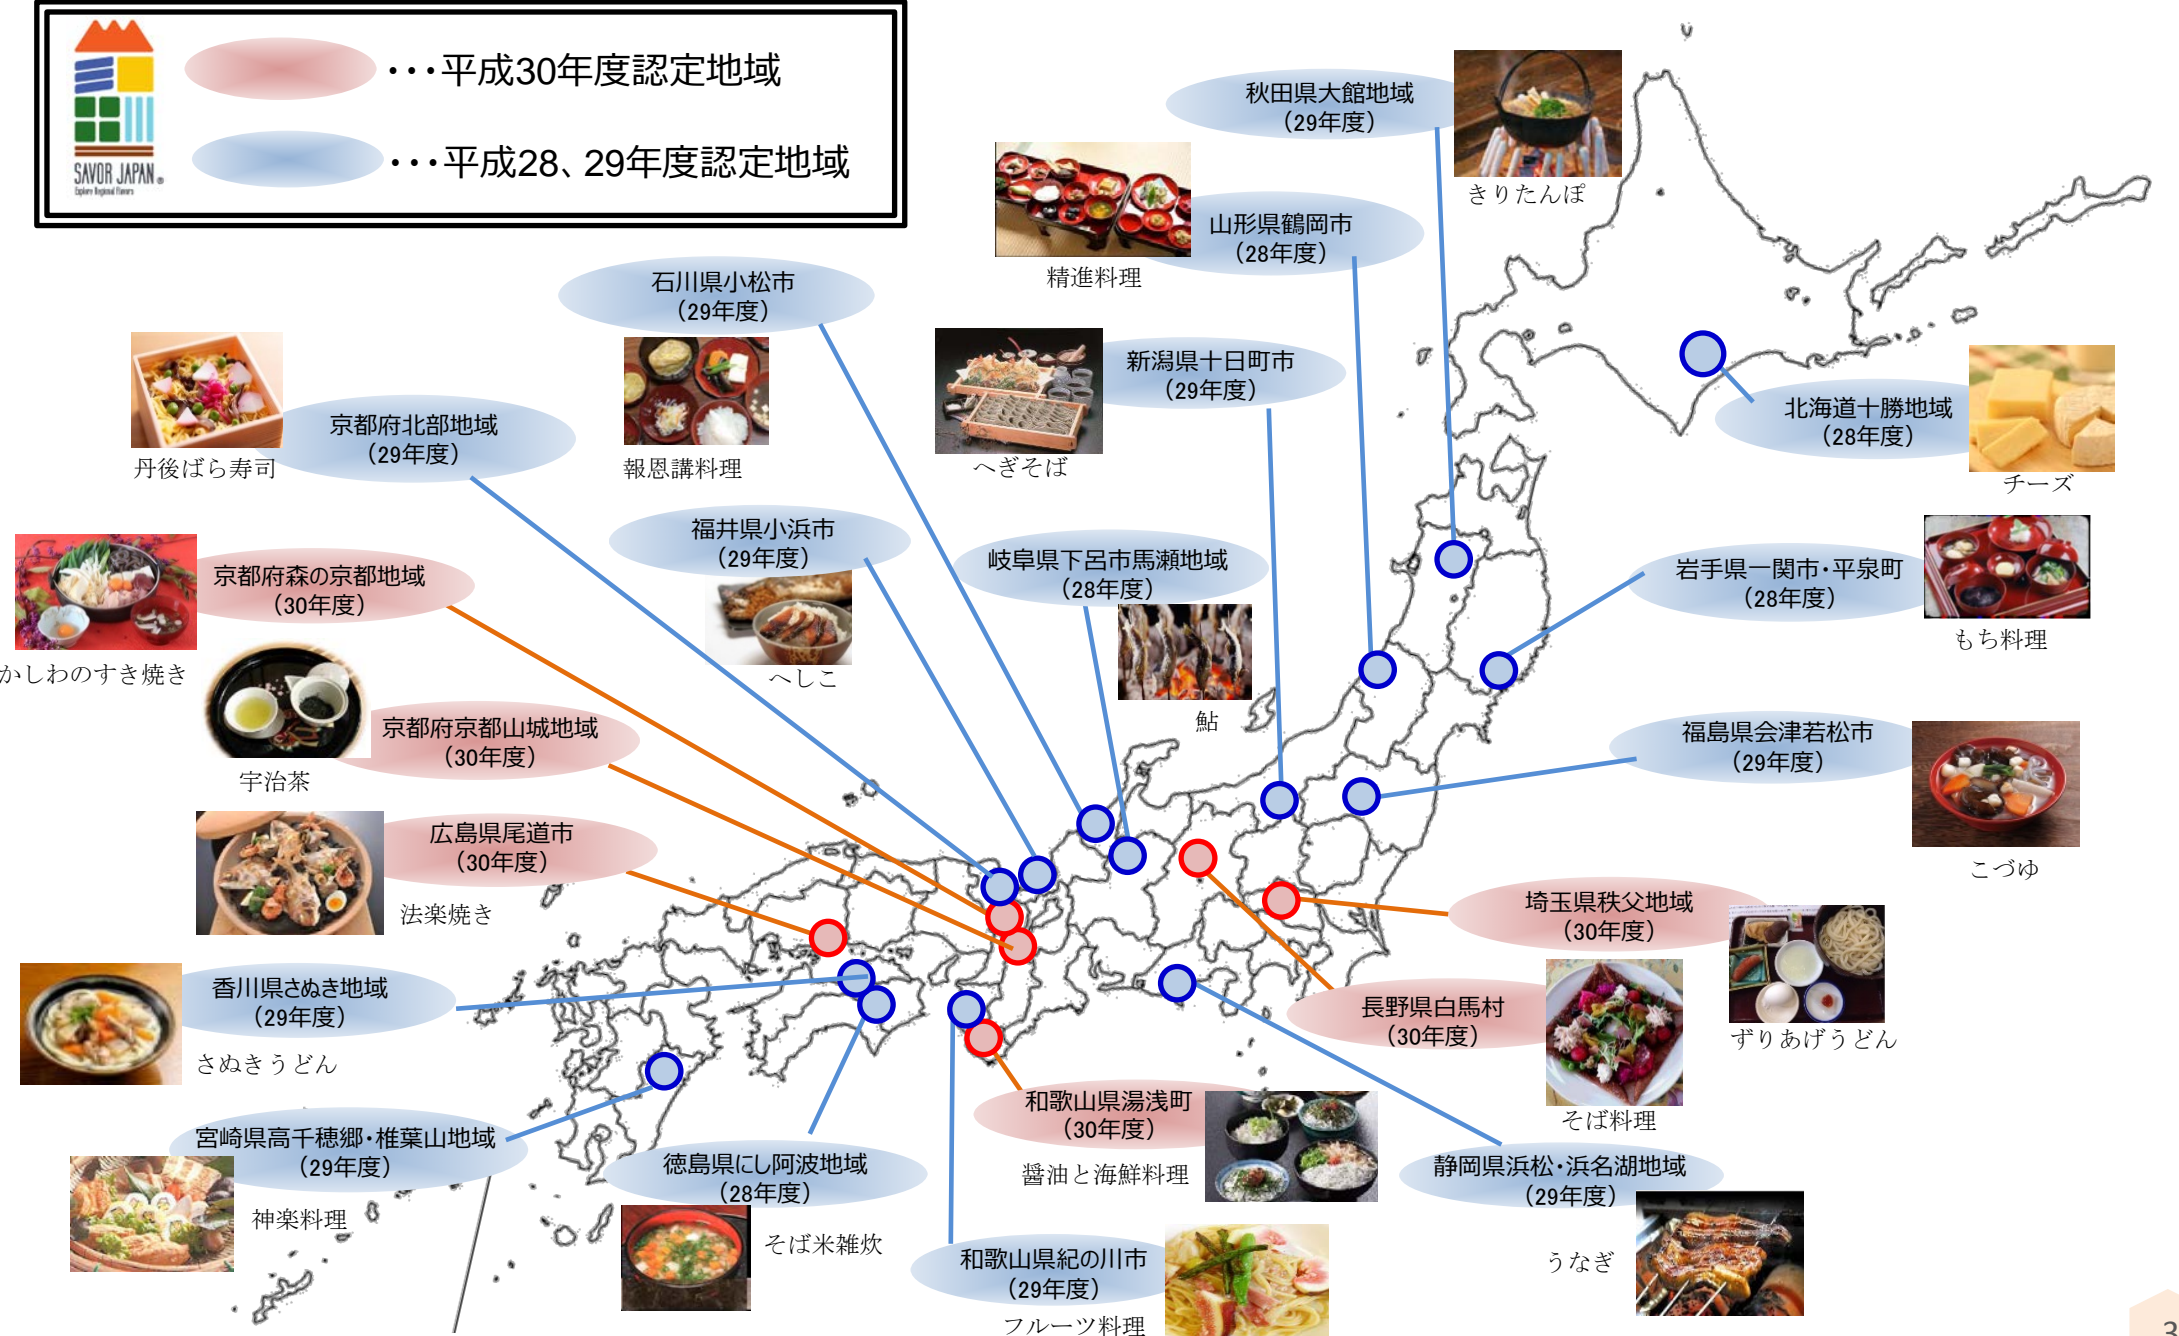 ・・・平成30年度認定地域
・・・平成28、29年度認定地域
SAVOR JAPAN®
Explore Regional Flavors
秋田県大館地域
（29年度）
きりたんぽ
山形県鶴岡市
（28年度）
精進料理
石川県小松市
（29年度）
報恩講料理
新潟県十日町市
（29年度）
へぎそば
京都府北部地域
（29年度）
丹後ばら寿司
北海道十勝地域
（28年度）
チーズ
福井県小浜市
（29年度）
へしこ
岐阜県下呂市馬瀬地域
（28年度）
鮎
京都府森の京都地域
（30年度）
かしわのすき焼き
岩手県一関市・平泉町
（28年度）
もち料理
京都府京都山城地域
（30年度）
宇治茶
福島県会津若松市
（29年度）
こづゆ
広島県尾道市
（30年度）
法楽焼き
埼玉県秩父地域
（30年度）
ずりあげうどん
香川県さぬき地域
（29年度）
さぬきうどん
長野県白馬村
（30年度）
そば料理
和歌山県湯浅町
（30年度）
醤油と海鮮料理
宮崎県高千穂郷・椎葉山地域
（29年度）
神楽料理
徳島県にし阿波地域
（28年度）
そば米雑炊
静岡県浜松・浜名湖地域
（29年度）
うなぎ
和歌山県紀の川市
（29年度）
フルーツ料理
3